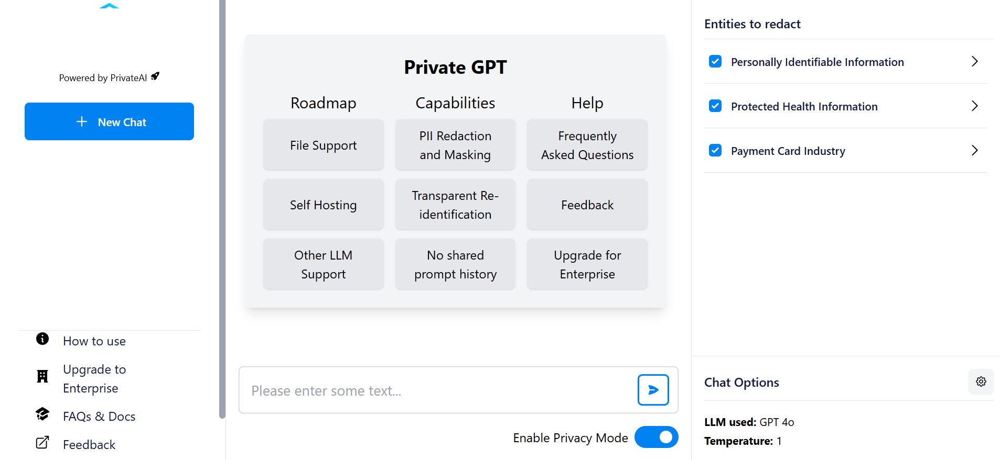 Powered by PrivateAI
New Chat
How to use
Upgrade to
Enterprise
FAQs & Docs
Feedback
Private GPT
Roadmap
File Support
Self Hosting
Other LLM
Support
Capabilities
PII Redaction
and Masking
Transparent Re-
identification
No shared
prompt history
Help
Frequently
Asked Questions
Feedback
Upgrade for
Enterprise
Please enter some text...
Enable Privacy Mode
Entities to redact
Personally Identifiable Information
Protected Health Information
Payment Card Industry
Chat Options
LLM used: GPT 4o
Temperature: 1